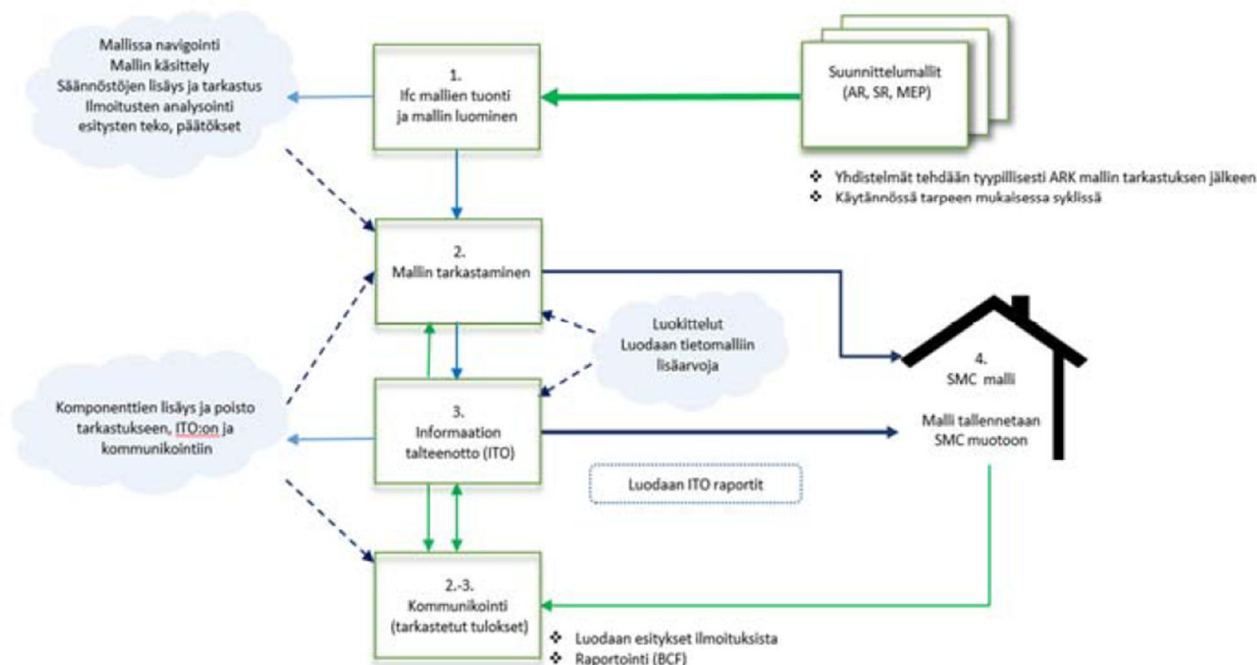 Mallissa navigointi
Mallin käsittely
Säännöstöjen lisäys ja tarkastus
Ilmoitusten analysointi
esitysten teko, päätökset
1.
Ifc mallien tuonti
ja mallin luominen
Suunnittelumallit
(AR, SR, MEP)
❖ Yhdistelmät tehdään tyypillisesti ARK mallin tarkastuksen jälkeen
❖ Käytännössä tarpeen mukaisessa syklissä
2.
Mallin tarkastaminen
Luokittelut
Luodaan tietomalliin
lisäarvoja
4.
SMC malli
Malli tallennetaan
SMC muotoon
Komponenttien lisäys ja poisto
tarkastukseen, ITO:on ja
kommunikointiin
3.
Informaation
talteenotto (ITO)
Luodaan ITO raportit
2.-3.
Kommunikointi
(tarkastetut tulokset)
❖ Luodaan esitykset ilmoituksista
❖ Raportointi (BCF)